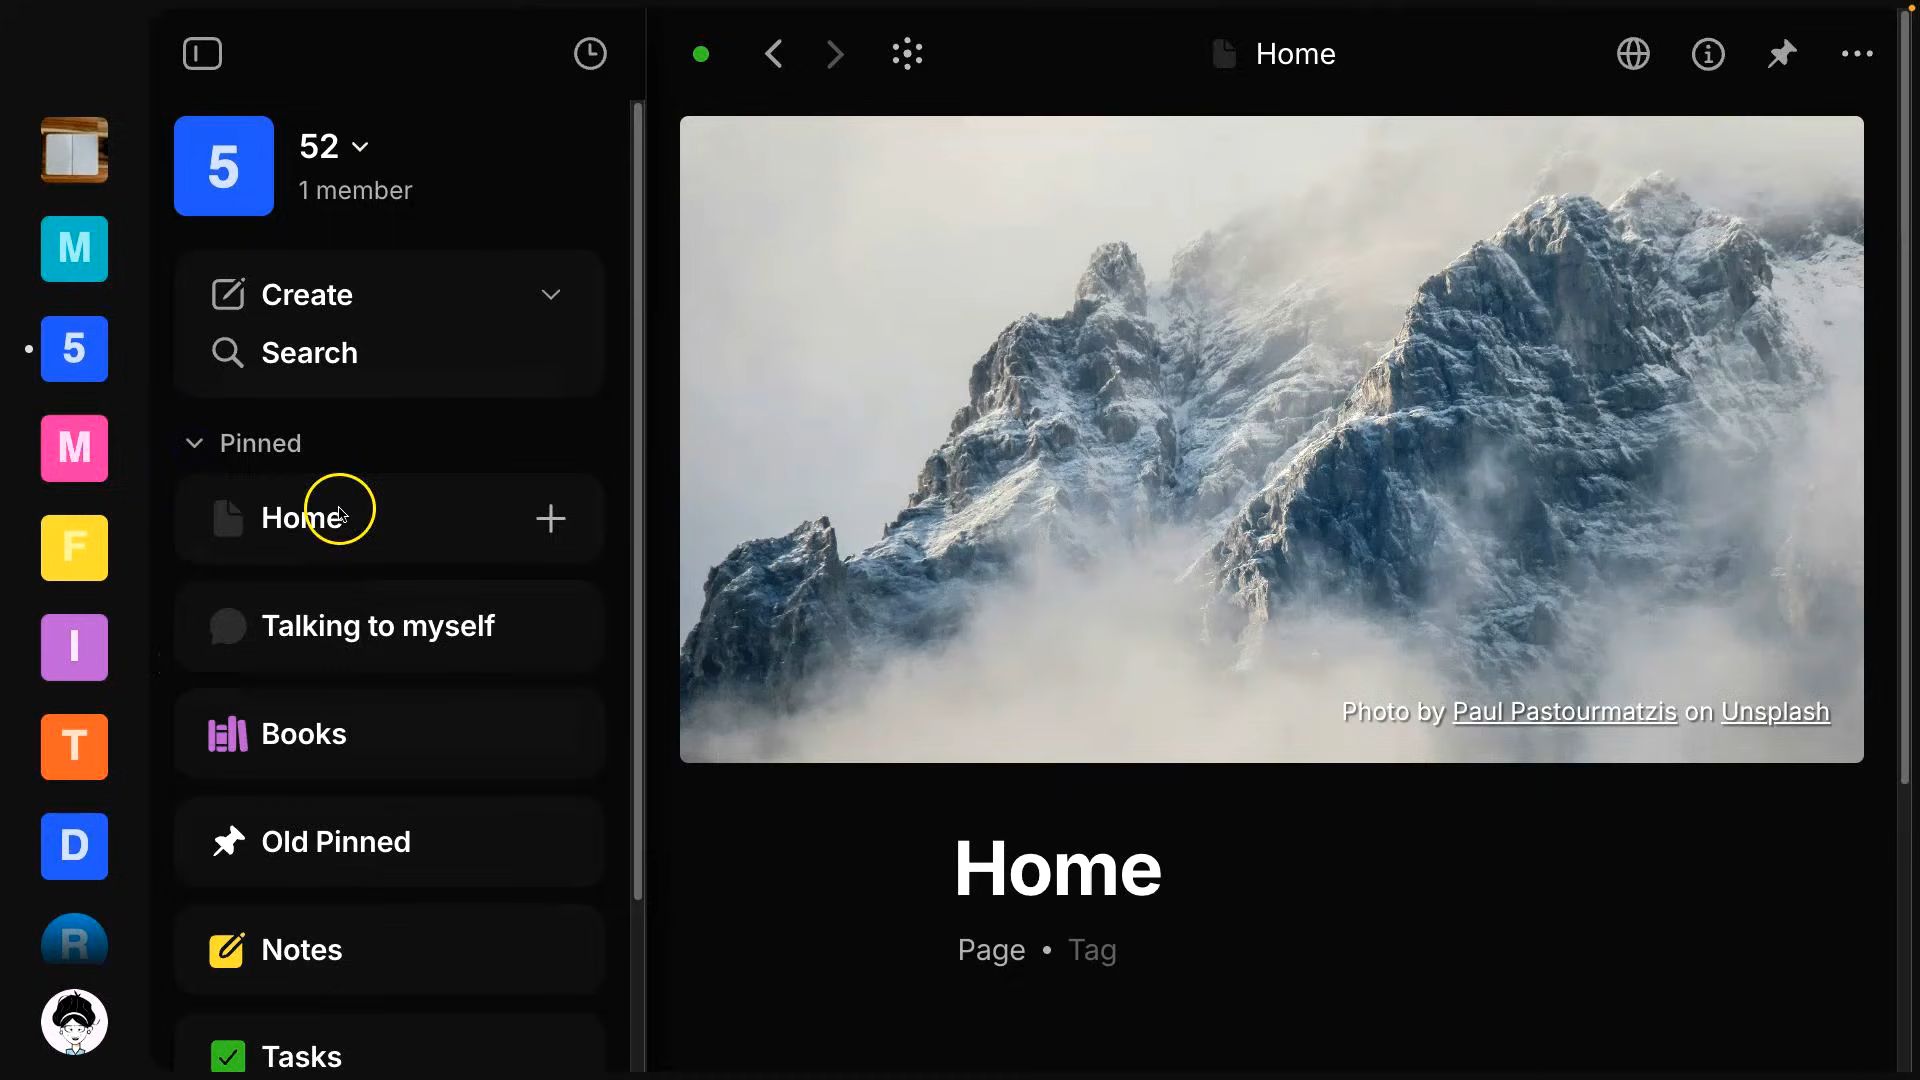 Home
5
52
1 member
M
Create
5
Search
M
Pinned
Home
F
Talking to myself
I
Books
T
Photo by Paul Pastourmatzis on Unsplash
D
Old Pinned
Home
R
Notes
Page • Tag
Tasks